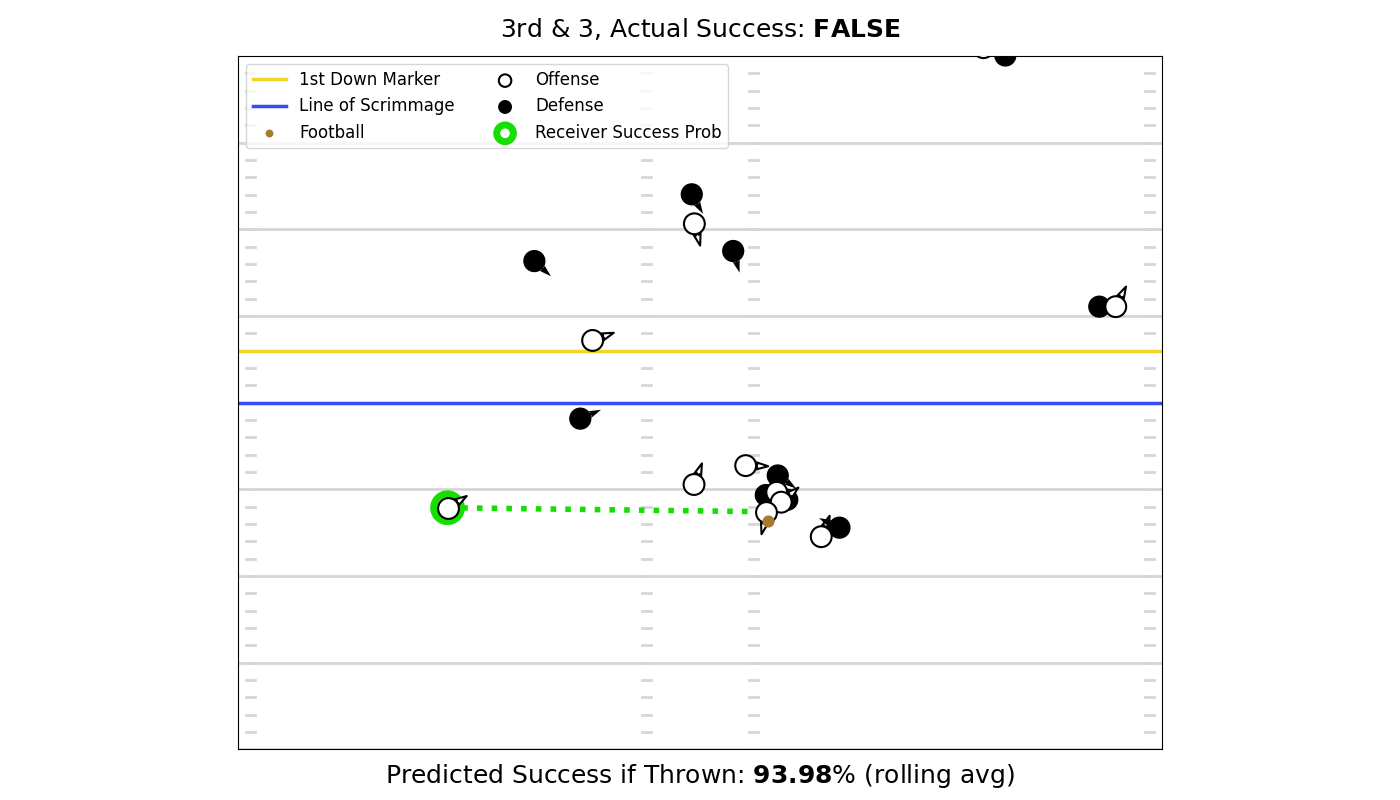 3rd & 3, Actual Success: FALSE
1st Down Marker
Line of Scrimmage
Football
Offense
Defense
Receiver Success Prob
Predicted Success if Thrown: 93.98% (rolling avg)